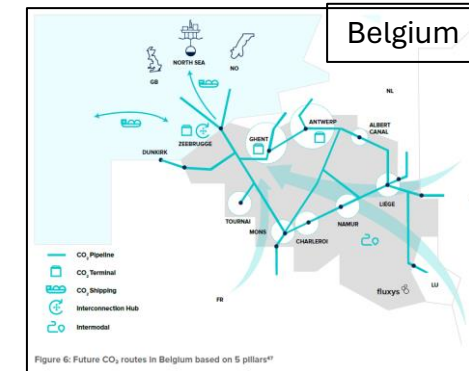 Belgium
NORTH SEA
GB
NO
NL
ANTWERP
ALBERT
CANAL
GHENT
ZEEBRUGGE
DUNKIRK
LIÈGE
TOURNAI
NAMUR
MONS
CHARLEROI
CO₂ Pipeline
CO₂ Terminal
CO₂ Shipping
Interconnection Hub
Intermodal
FR
LU
fluxys
Figure 6: Future CO₂ routes in Belgium based on 5 pillars⁴⁷